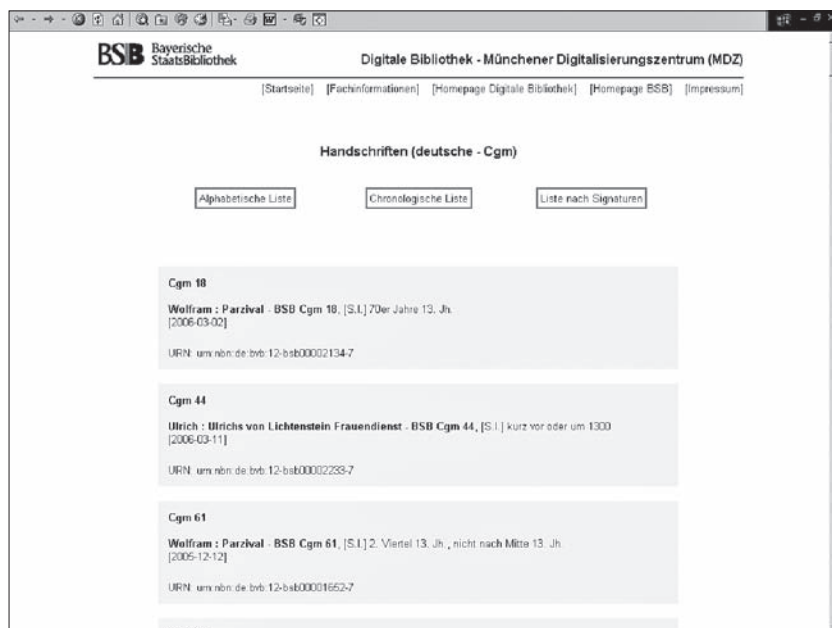 BSB Bayerische StaatsBibliothek
Digitale Bibliothek - Münchener Digitalisierungszentrum (MDZ)
[Startseite] [Fachinformationen] [Homepage Digitale Bibliothek] [Homepage BSB] [Impressum]
Handschriften (deutsche - Cgm)
Alphabetische Liste Chronologische Liste Liste nach Signaturen
Cgm 18
Wolfram : Parzival - BSB Cgm 18, [S.l.] 70er Jahre 13. Jh.
[2006-03-02]
URN: urn:nbn:de:bvb:12-bsb00002134-7
Cgm 44
Ulrich : Ulrichs von Lichtenstein Frauendienst - BSB Cgm 44, [S.l.] kurz vor oder um 1300
[2006-03-11]
URN: urn:nbn:de:bvb:12-bsb00002233-7
Cgm 61
Wolfram : Parzival - BSB Cgm 61, [S.l.] 2. Viertel 13. Jh., nicht nach Mitte 13. Jh.
[2005-12-12]
URN: urn:nbn:de:bvb:12-bsb00001652-7